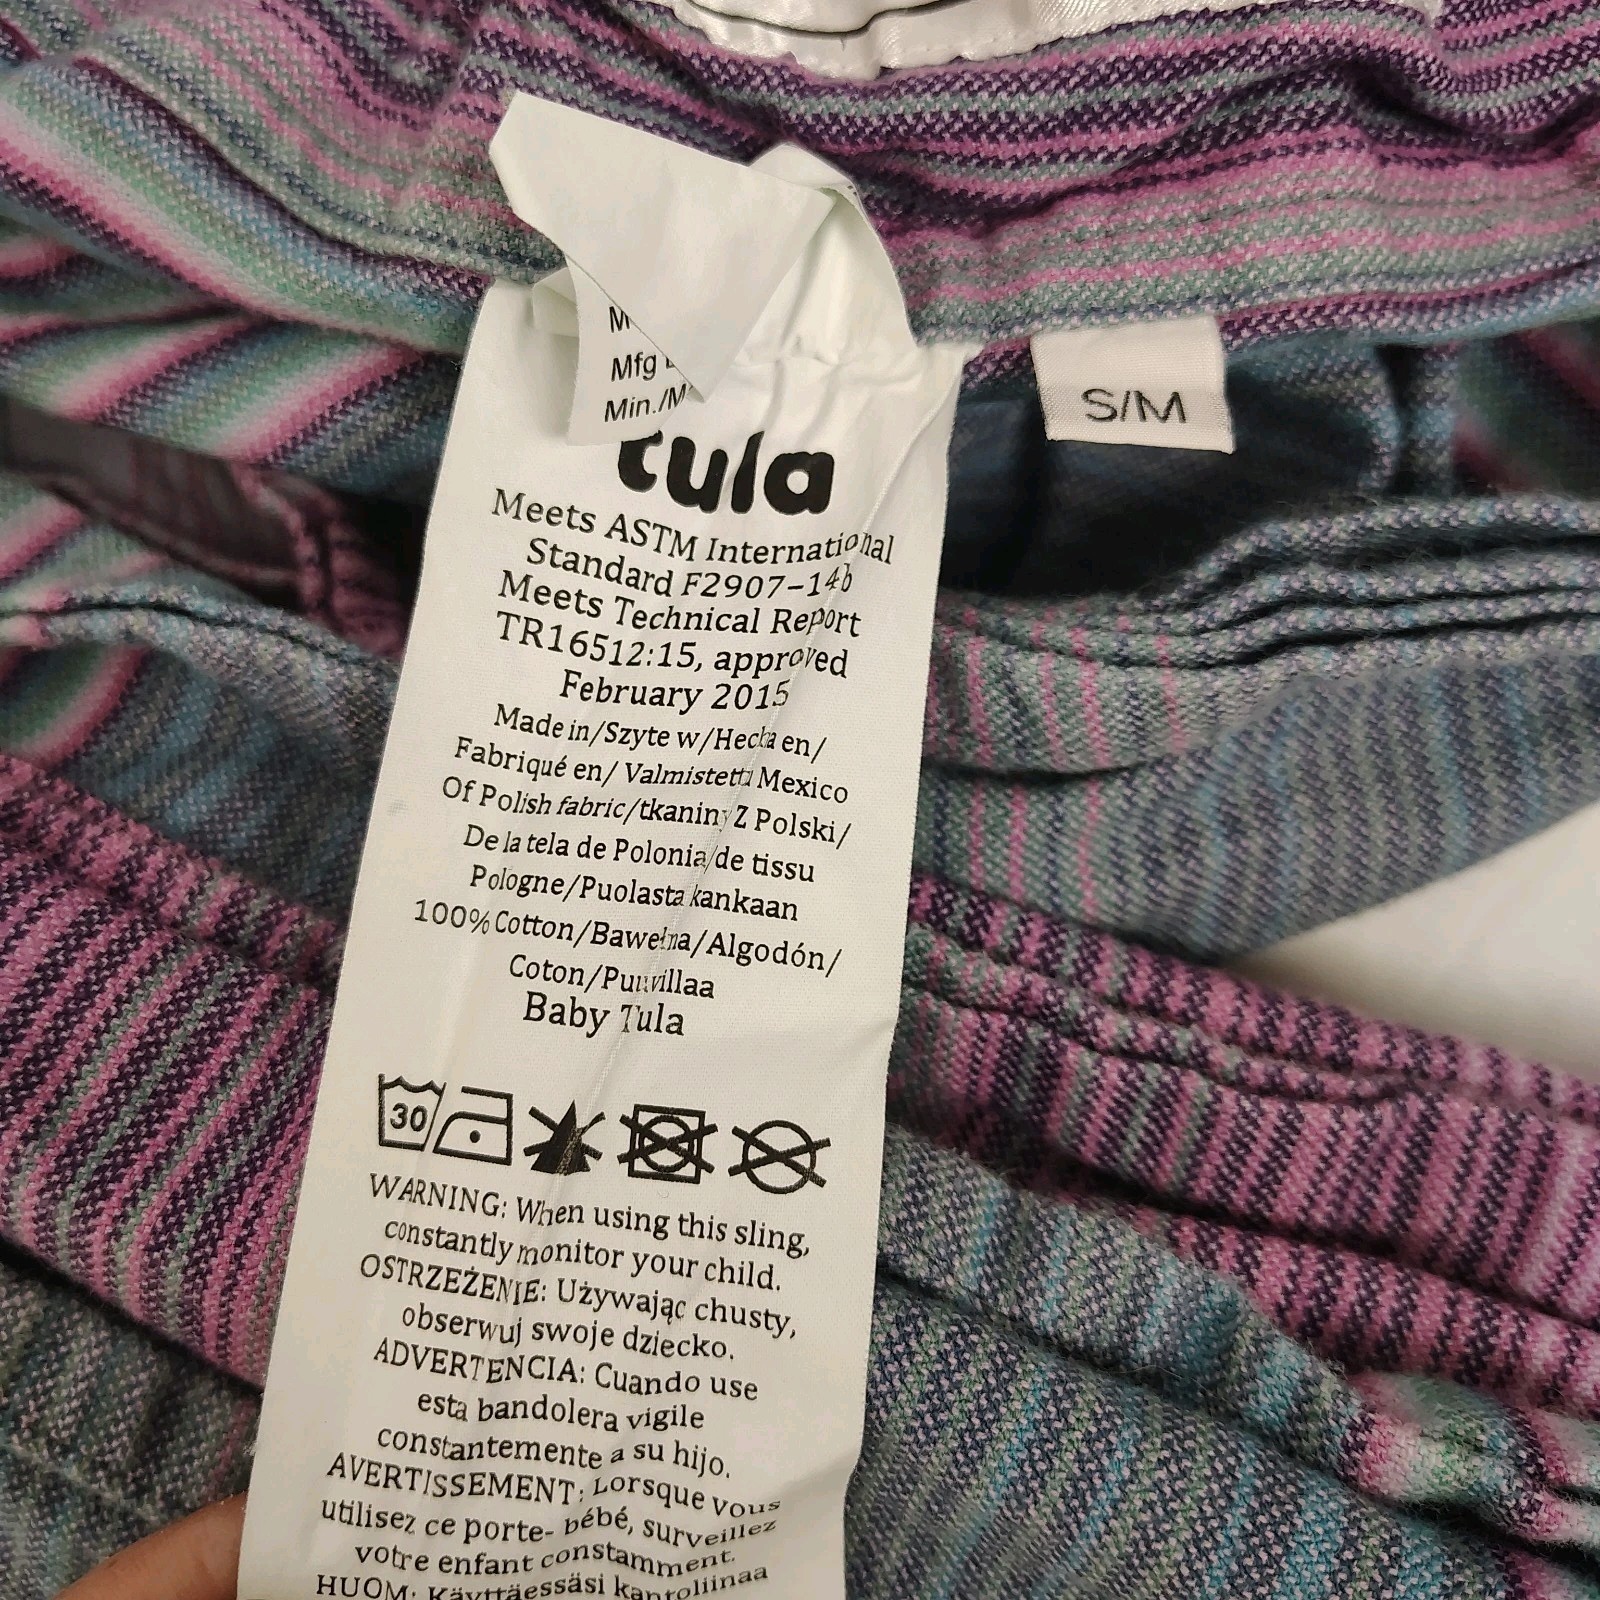 Mfg
Min./M
S/M
tula
Meets ASTM International
Standard F2907-14b
Meets Technical Report
TR16512:15, approved
February 2015
Made in/Szyte w/Hecha en/
Fabriqué en/ Valmistettu Mexico
Of Polish fabric/tkaniny Z Polski/
De la tela de Polonia/de tissu
Pologne/Puolasta kankaan
100% Cotton/Bawełna/Algodón/
Coton/Puuvillaa
Baby Tula
30
WARNING: When using this sling,
constantly monitor your child.
OSTRZEŻENIE: Używając chusty,
obserwuj swoje dziecko.
ADVERTENCIA: Cuando use
esta bandolera vigile
constantemente a su hijo.
AVERTISSEMENT: Lorsque vous
utilisez ce porte- bébé, surveillez
votre enfant constamment.
HUOM: Käyttäessäsi kantoliinaa